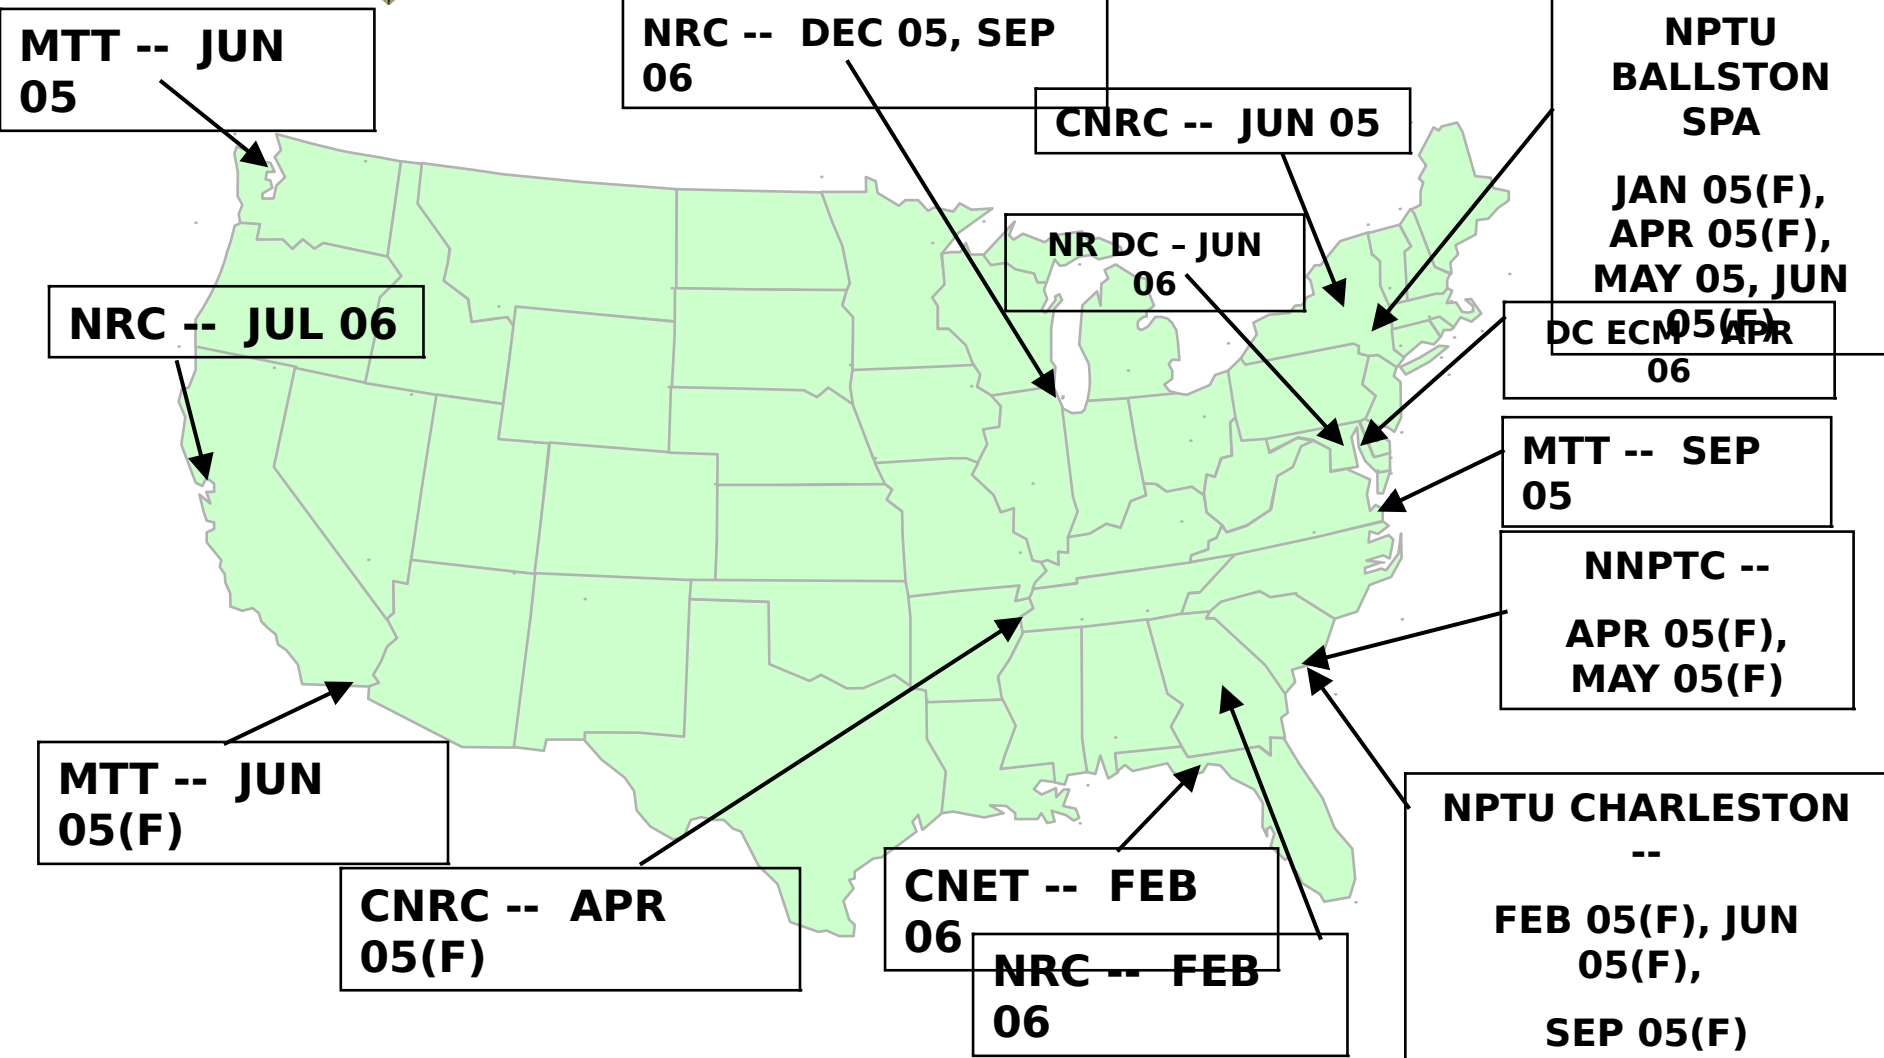 MTT --  JUN
05
NRC --  DEC 05, SEP
06
CNRC --  JUN 05
NPTU
BALLSTON
SPA
JAN 05(F),
APR 05(F),
MAY 05, JUN
05(F)
NR DC – JUN
06
NRC --  JUL 06
DC ECM   APR
06
MTT --  SEP
05
NNPTC --
APR 05(F),
MAY 05(F)
MTT --  JUN
05(F)
CNRC --  APR
05(F)
CNET --  FEB
06
NRC --  FEB
06
NPTU CHARLESTON
--
FEB 05(F), JUN
05(F),
SEP 05(F)